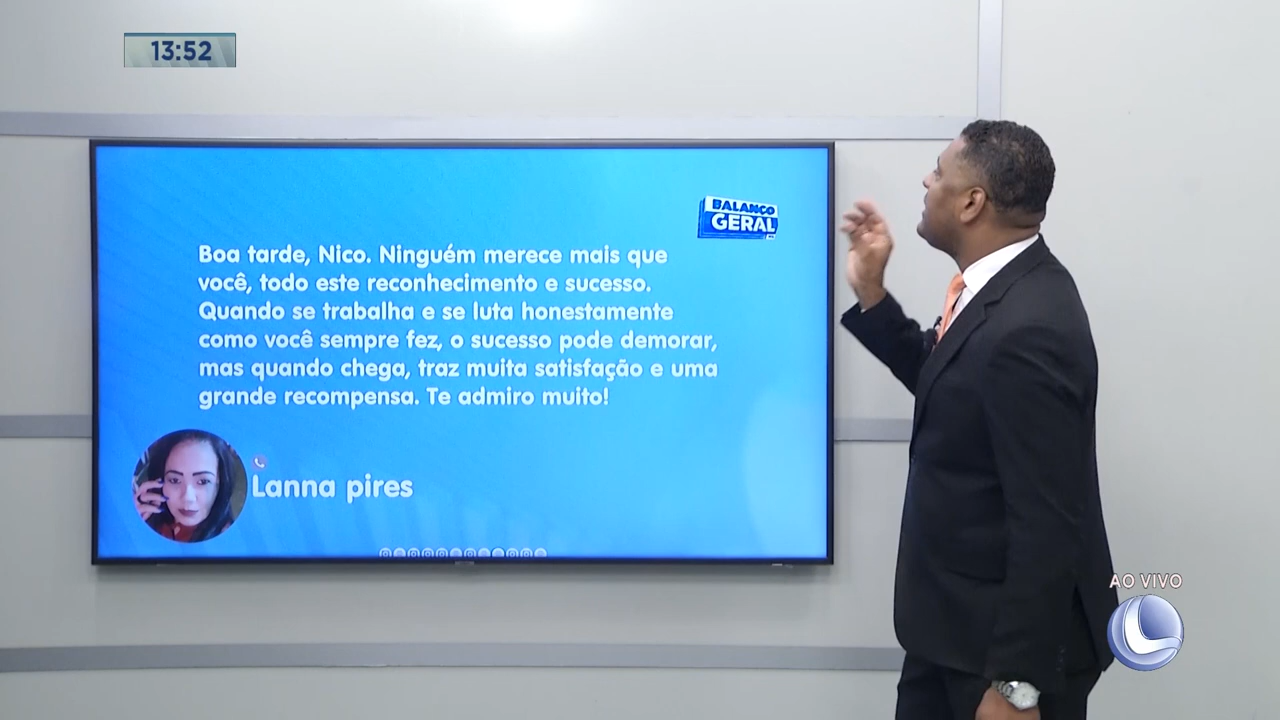 13:52
BALANÇO
GERAL
Boa tarde, Nico. Ninguém merece mais que
você, todo este reconhecimento e sucesso.
Quando se trabalha e se luta honestamente
como você sempre fez, o sucesso pode demorar,
mas quando chega, traz muita satisfação e uma
grande recompensa. Te admiro muito!
Lanna pires
AO VIVO